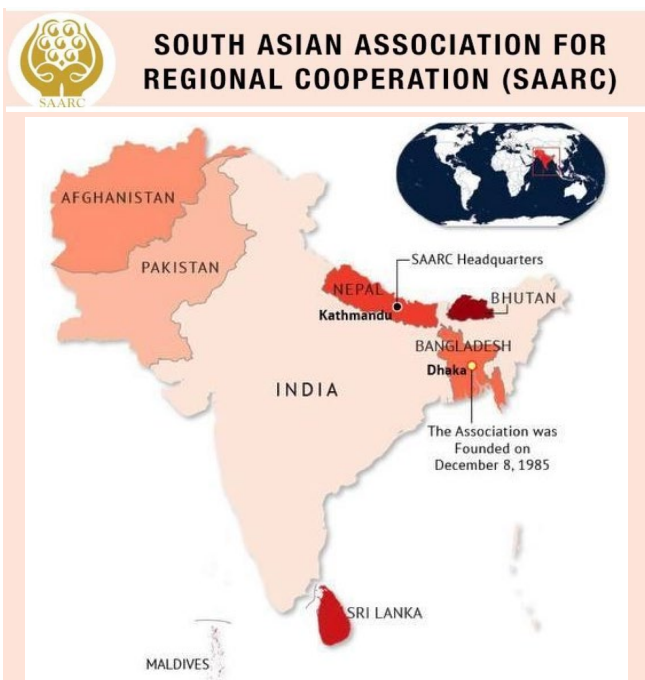 SAARC
SOUTH ASIAN ASSOCIATION FOR
REGIONAL COOPERATION (SAARC)
AFGHANISTAN
PAKISTAN
SAARC Headquarters
NEPAL
BHUTAN
Kathmandu
BANGLADESH
Dhaka
INDIA
The Association was
Founded on
December 8, 1985
SRI LANKA
MALDIVES